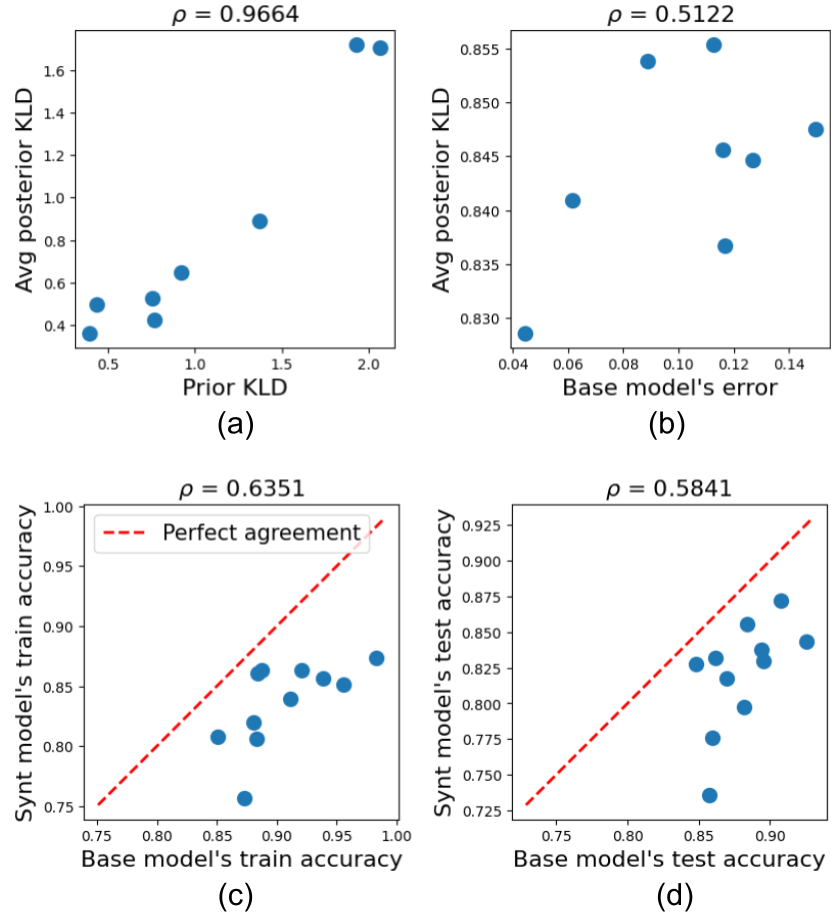 ρ = 0.9664
Avg posterior KLD
1.6
1.4
1.2
1.0
0.8
0.6
0.4
0.5 1.0 1.5 2.0
Prior KLD
(a)
ρ = 0.5122
Avg posterior KLD
0.855
0.850
0.845
0.840
0.835
0.830
0.04 0.06 0.08 0.10 0.12 0.14
Base model's error
(b)
ρ = 0.6351
Synt model's train accuracy
1.00
0.95
0.90
0.85
0.80
0.75
Perfect agreement
0.75 0.80 0.85 0.90 0.95 1.00
Base model's train accuracy
(c)
ρ = 0.5841
Synt model's test accuracy
0.925
0.900
0.875
0.850
0.825
0.800
0.775
0.750
0.725
0.75 0.80 0.85 0.90
Base model's test accuracy
(d)